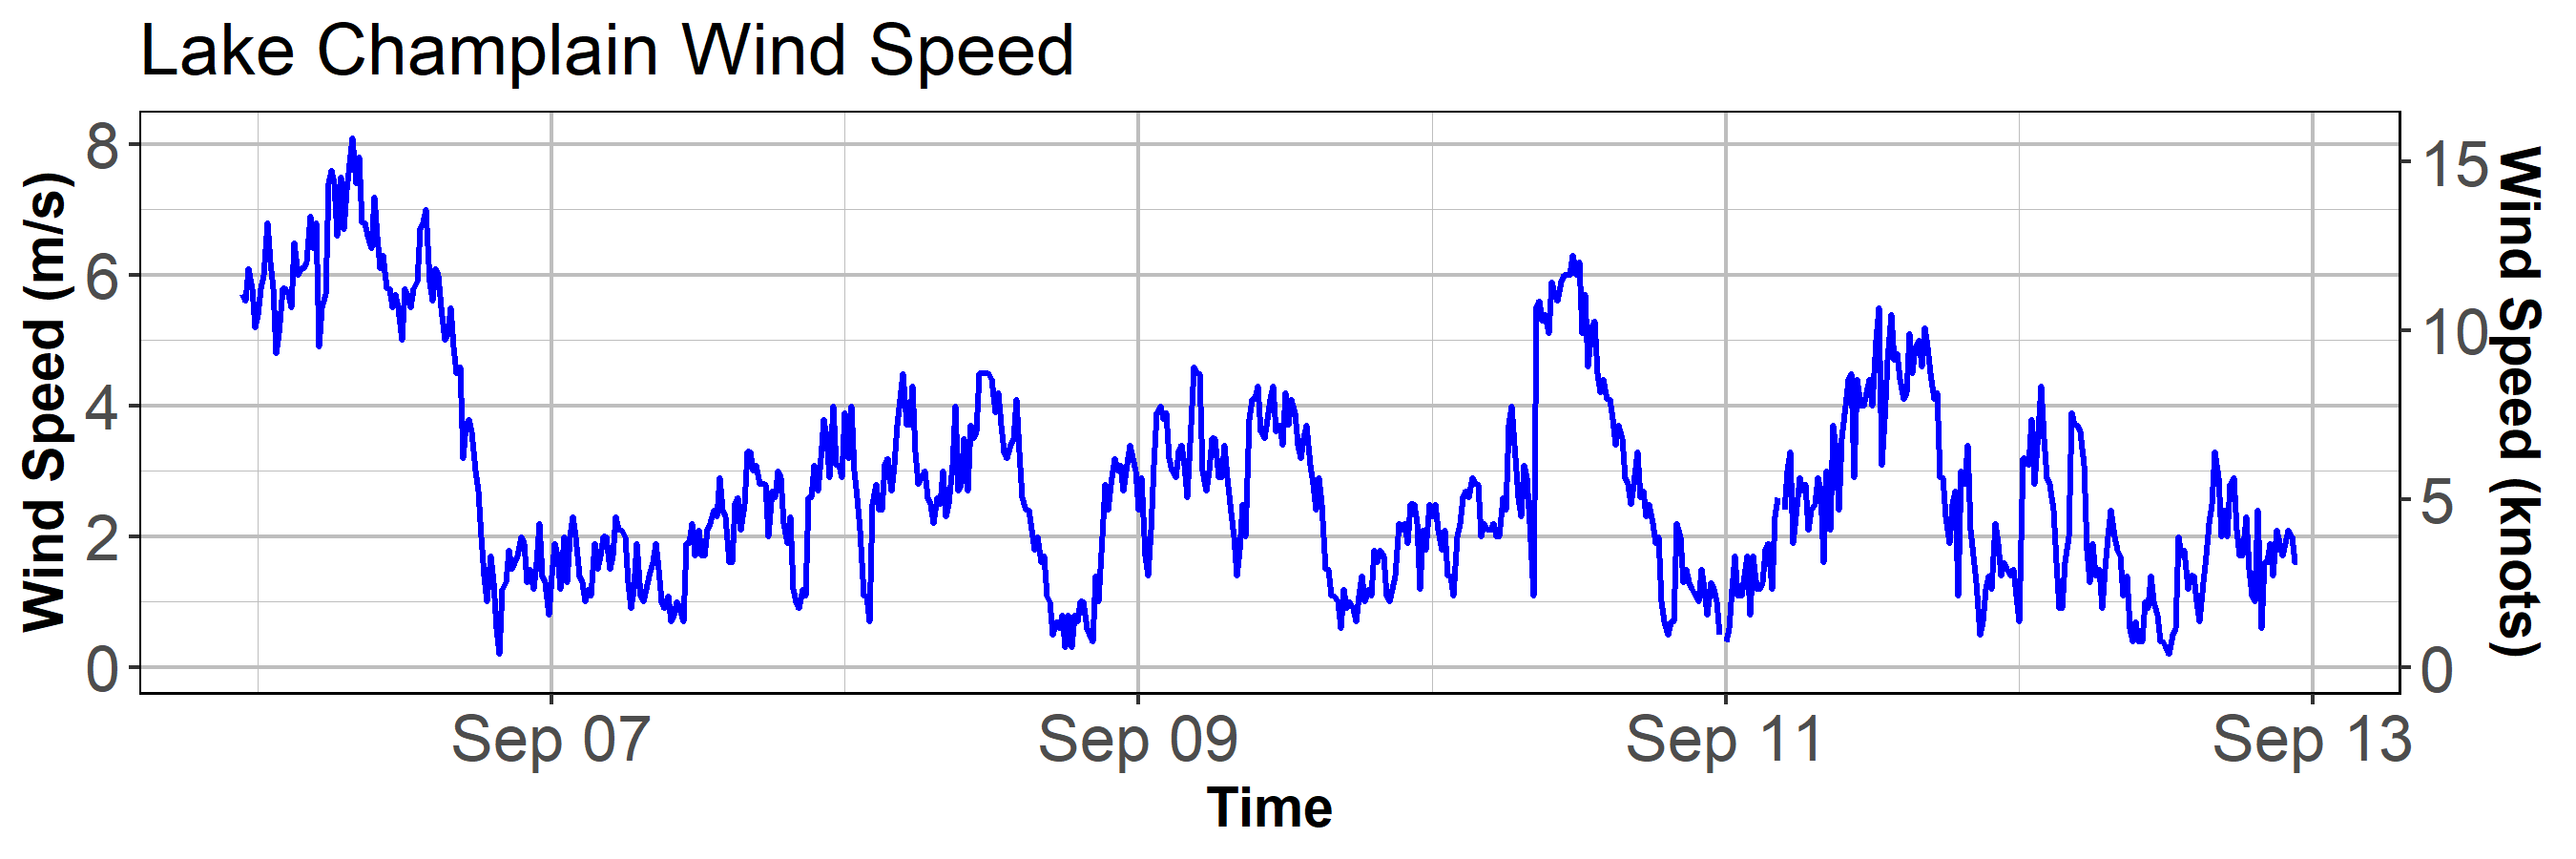 Lake Champlain Wind Speed
Wind Speed (m/s)
8
6
4
2
0
15
10
5
0
Wind Speed (knots)
Sep 07
Sep 09
Sep 11
Sep 13
Time